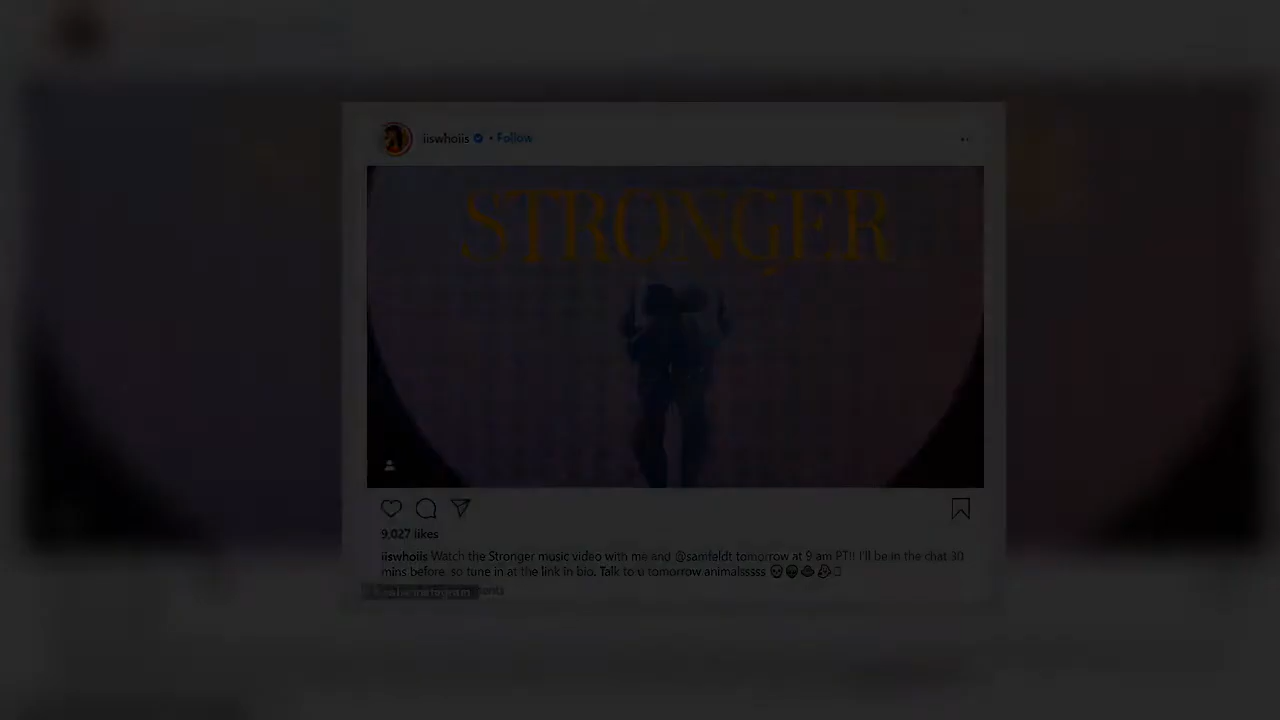 iiswhoiis • Follow
STRONGER
9,027 likes
iiswhoiis Watch the Stronger music video with me and @samfeldt tomorrow at 9 am PT!! I'll be in the chat 30
mins before, so tune in at the link in bio. Talk to u tomorrow animalsssss